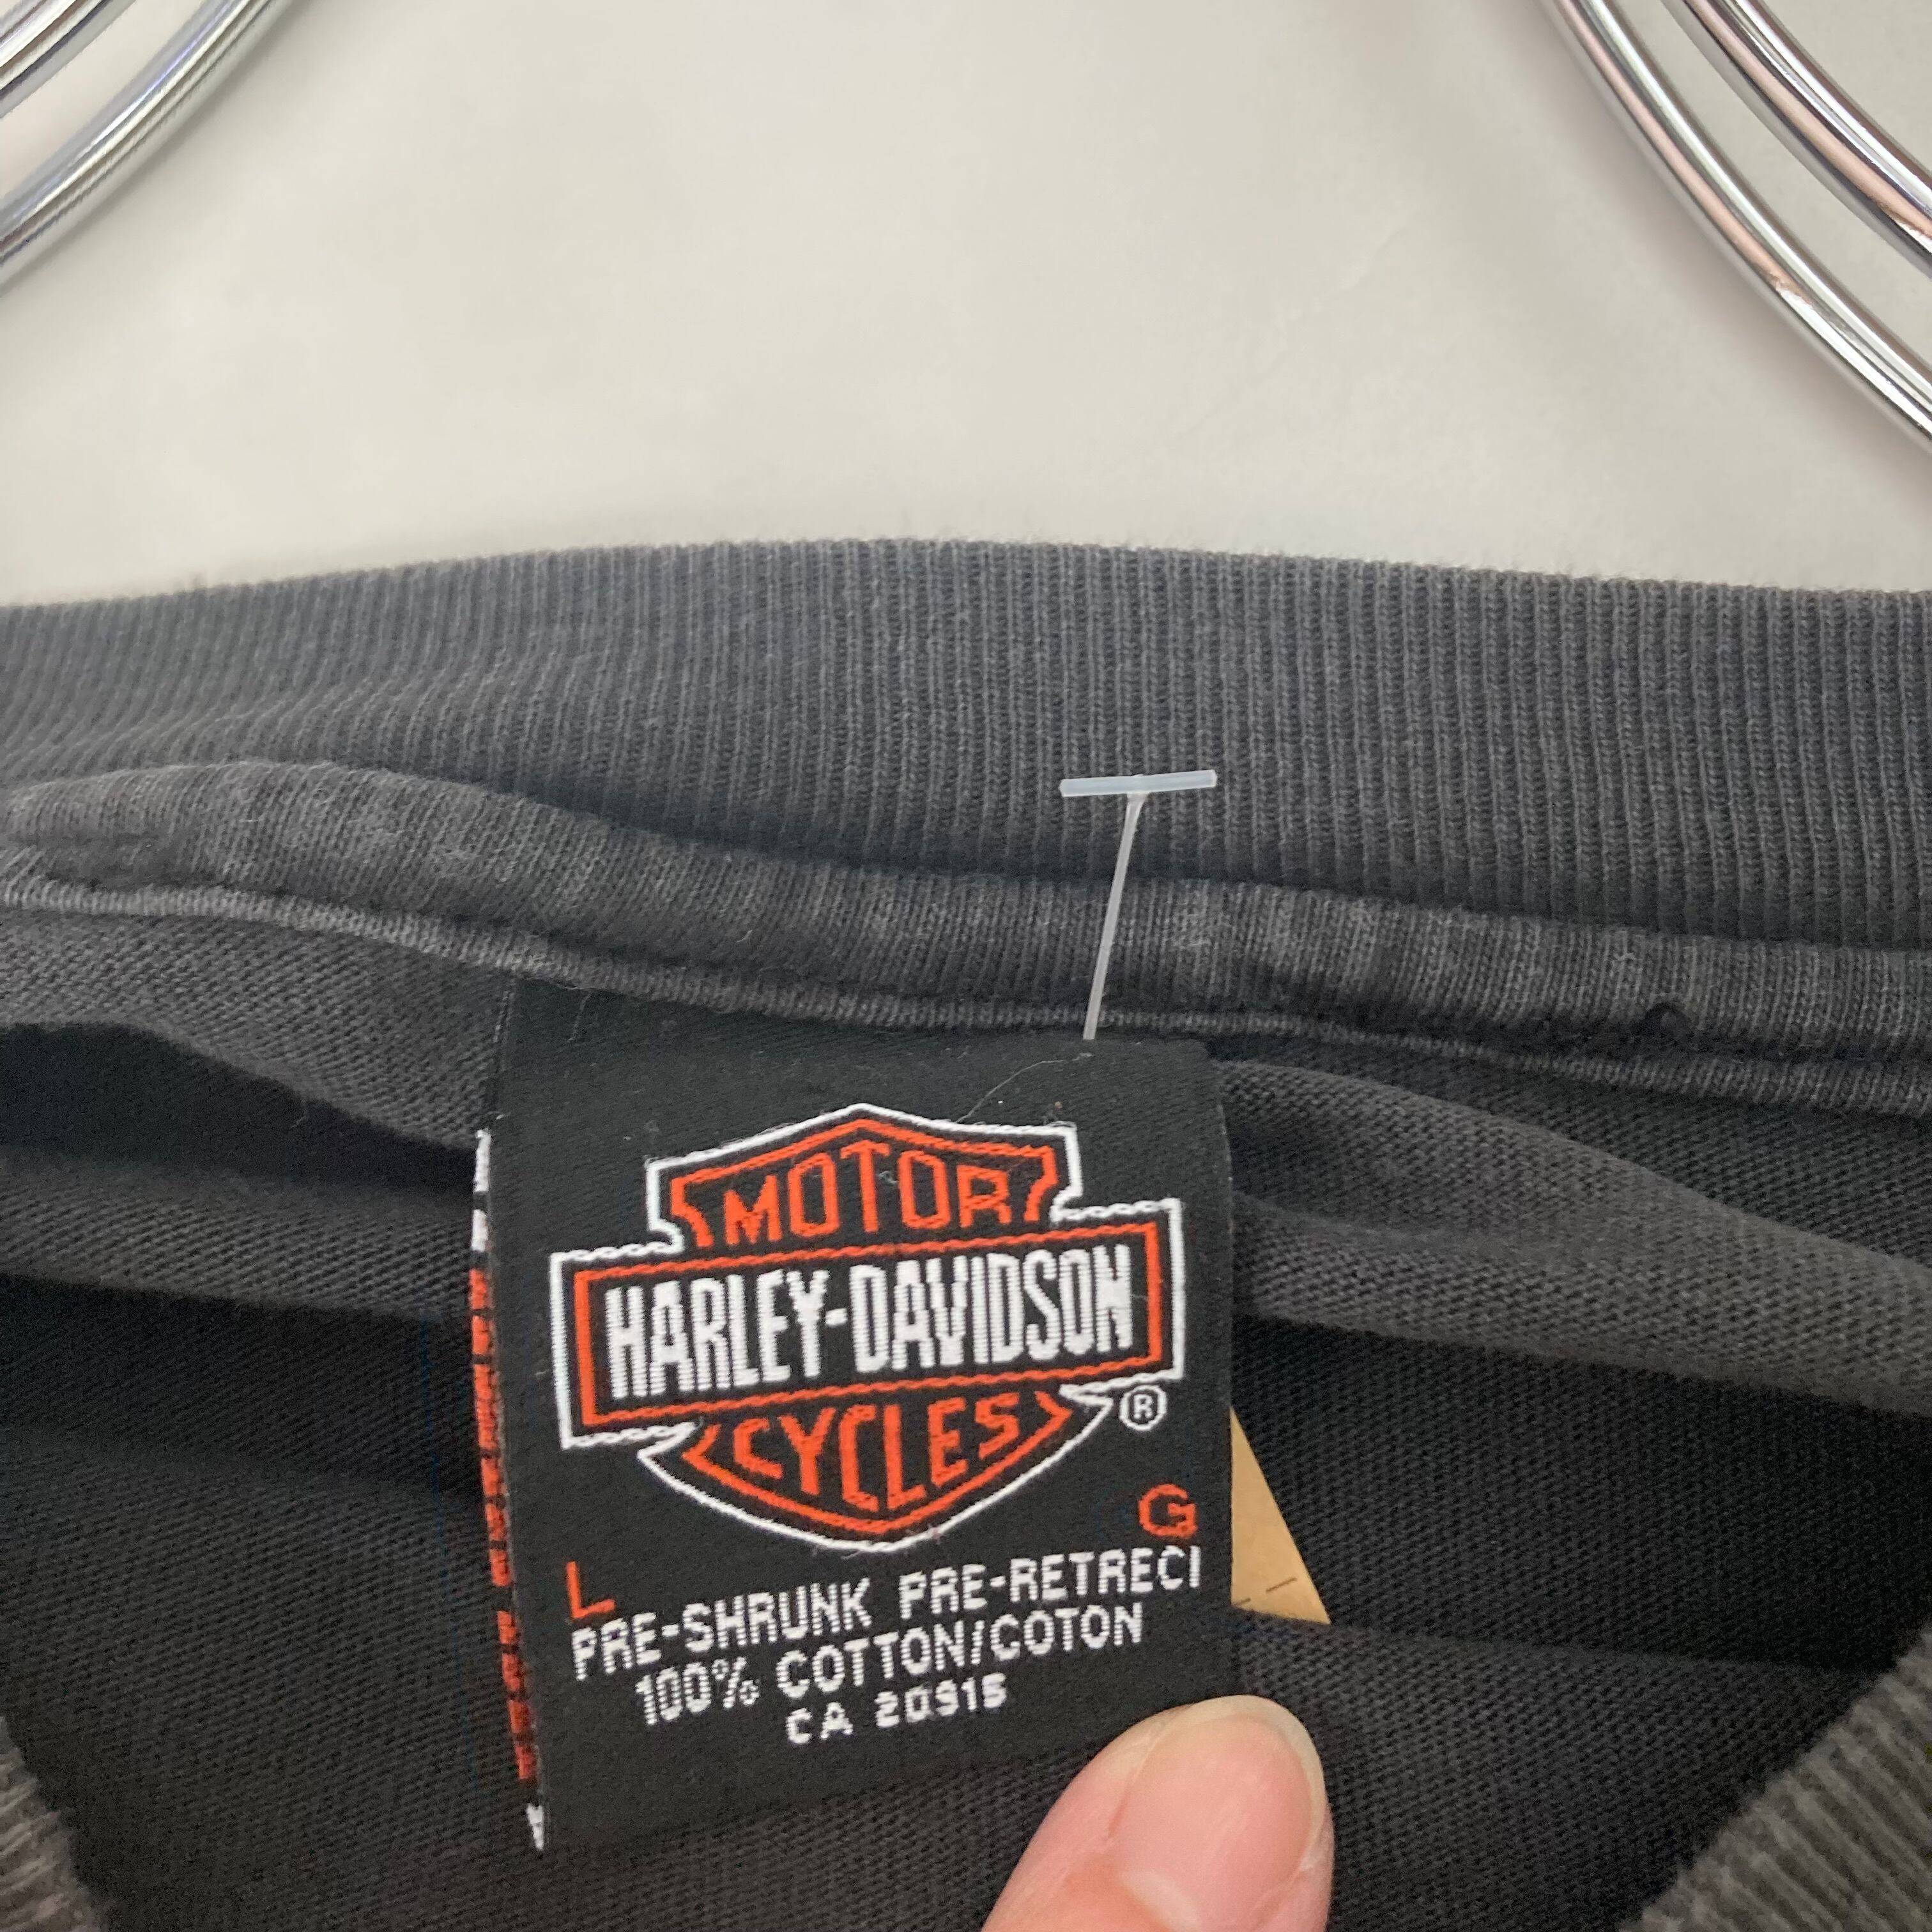 MOTOR
HARLEY-DAVIDSON
CYCLES
®
L G
PRE-SHRUNK PRE-RETRECI
100% COTTON/COTON
CA 20915